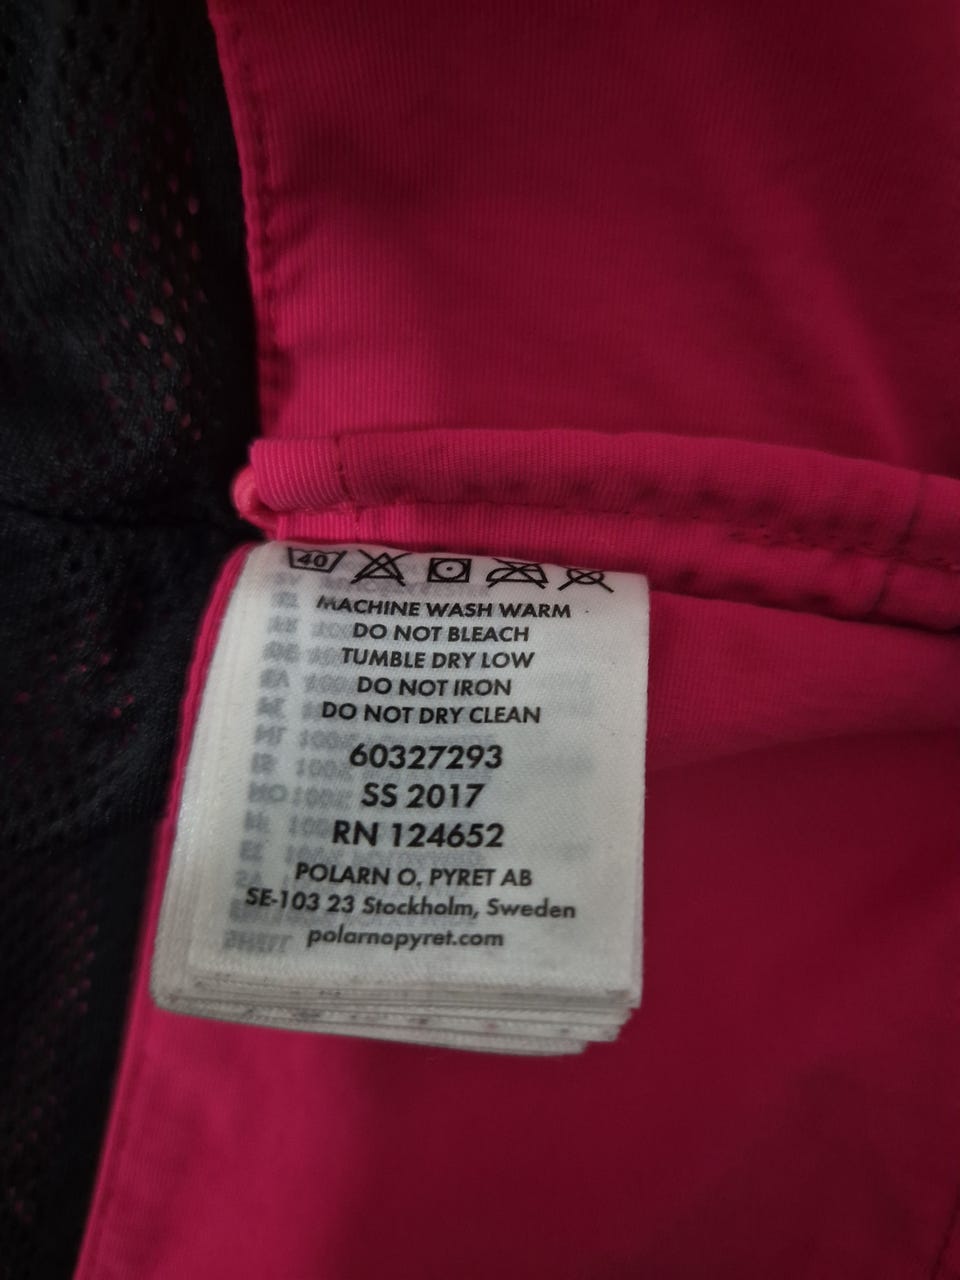 40
MACHINE WASH WARM
DO NOT BLEACH
TUMBLE DRY LOW
DO NOT IRON
DO NOT DRY CLEAN
60327293
SS 2017
RN 124652
POLARN O. PYRET AB
SE-103 23 Stockholm, Sweden
polarnopyret.com